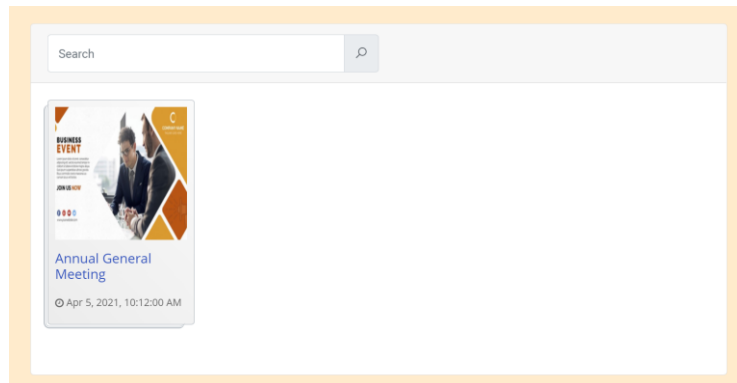 Search
BUSINESS
EVENT
JOIN US NOW
Annual General
Meeting
Apr 5, 2021, 10:12:00 AM